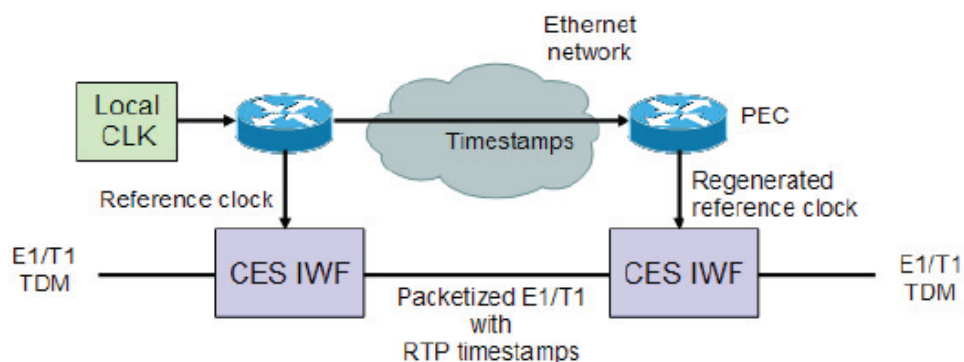 Ethernet
network
Local
CLK
PEC
Timestamps
Reference clock
Regenerated
reference clock
E1/T1
TDM
CES IWF
CES IWF
E1/T1
TDM
Packetized E1/T1
with
RTP timestamps